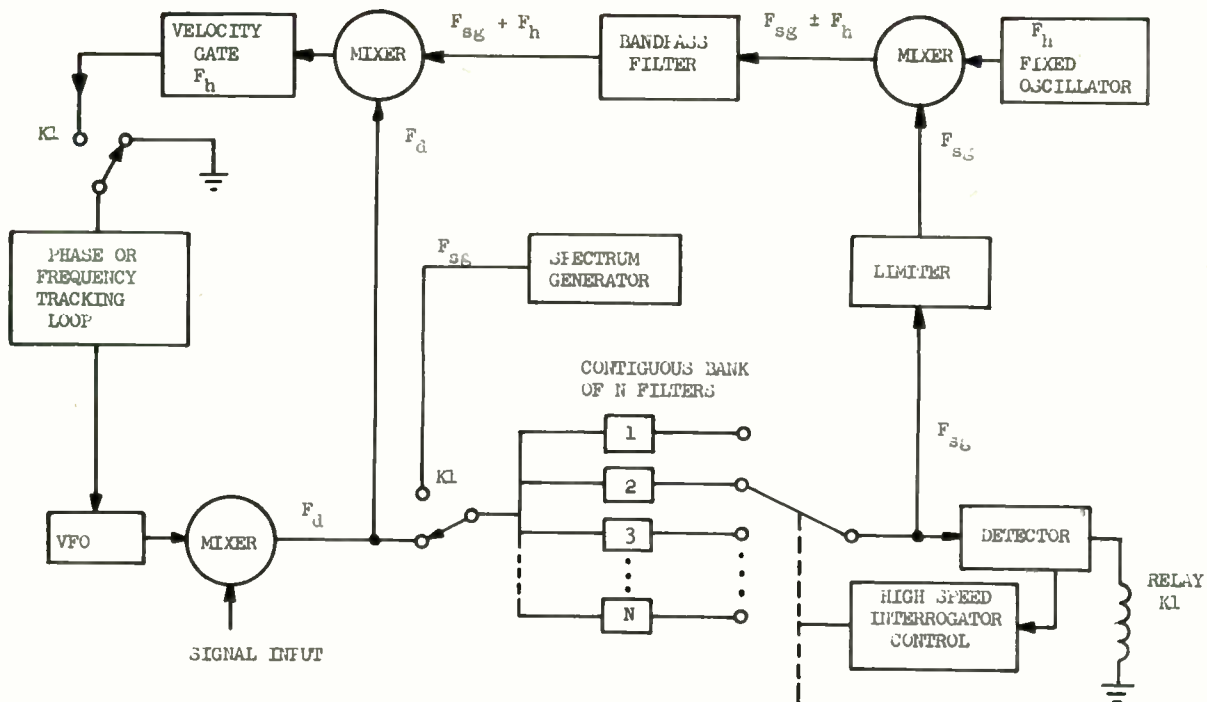 VELOCITY
GATE
F_h
MIXER
F_sg + F_h
BANDPASS
FILTER
F_sg ± F_h
MIXER
F_h
FIXED
OSCILLATOR
K1
F_d
F_sg
PHASE OR
FREQUENCY
TRACKING
LOOP
F_sg
SPECTRUM
GENERATOR
LIMITER
CONTIGUOUS BANK
OF N FILTERS
1
F_sg
K1
2
VFO
MIXER
F_d
3
DETECTOR
N
HIGH SPEED
INTERROGATOR
CONTROL
RELAY
K1
SIGNAL INPUT